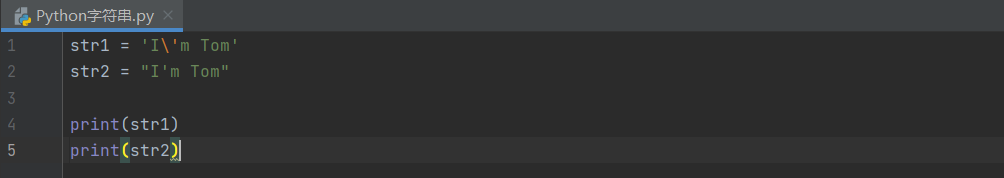 Python字符串.py
1 str1 = 'I\'m Tom'
2 str2 = "I'm Tom"
3
4 print(str1)
5 print(str2)